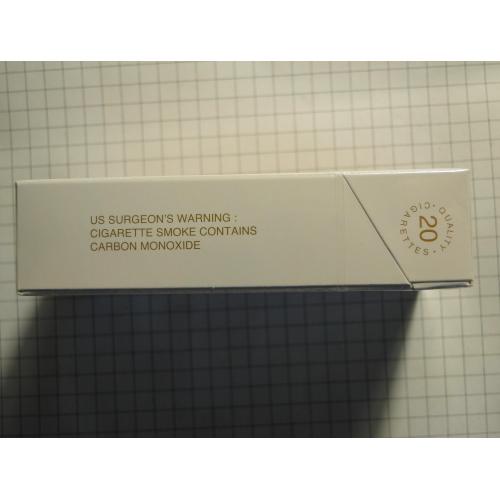 US SURGEON'S WARNING :
CIGARETTE SMOKE CONTAINS
CARBON MONOXIDE
QUALITY
20
CIGARETTES